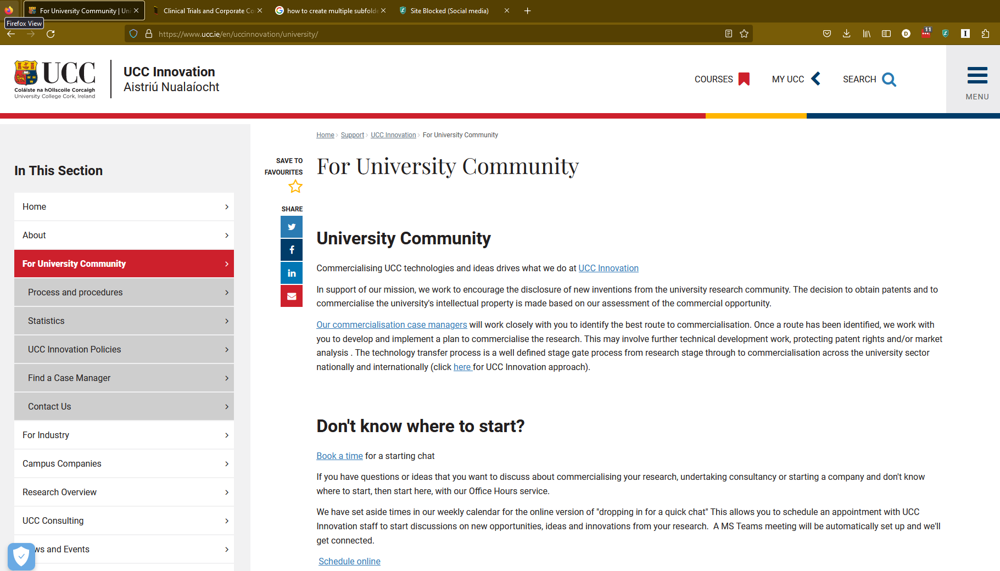 For University Community | Uni
Clinical Trials and Corporate Co
how to create multiple subfolde
Site Blocked (Social media)
Firefox View
https://www.ucc.ie/en/uccinnovation/university/
11
UCC
Coláiste na hOllscoile Corcaigh
University College Cork, Ireland
UCC Innovation
Aistriú Nualaíocht
COURSES
MY UCC
SEARCH
MENU
Home
Support
UCC Innovation
For University Community
In This Section
Home
About
For University Community
Process and procedures
Statistics
UCC Innovation Policies
Find a Case Manager
Contact Us
For Industry
Campus Companies
Research Overview
UCC Consulting
ws and Events
SAVE TO
FAVOURITES
SHARE
For University Community
University Community
Commercialising UCC technologies and ideas drives what we do at UCC Innovation
In support of our mission, we work to encourage the disclosure of new inventions from the university research community. The decision to obtain patents and to
commercialise the university's intellectual property is made based on our assessment of the commercial opportunity.
Our commercialisation case managers will work closely with you to identify the best route to commercialisation. Once a route has been identified, we work with
you to develop and implement a plan to commercialise the research. This may involve further technical development work, protecting patent rights and/or market
analysis . The technology transfer process is a well defined stage gate process from research stage through to commercialisation across the university sector
nationally and internationally (click here for UCC Innovation approach).
Don't know where to start?
Book a time for a starting chat
If you have questions or ideas that you want to discuss about commercialising your research, undertaking consultancy or starting a company and don't know
where to start, then start here, with our Office Hours service.
We have set aside times in our weekly calendar for the online version of "dropping in for a quick chat" This allows you to schedule an appointment with UCC
Innovation staff to start discussions on new opportunities, ideas and innovations from your research.  A MS Teams meeting will be automatically set up and we'll
get connected.
Schedule online